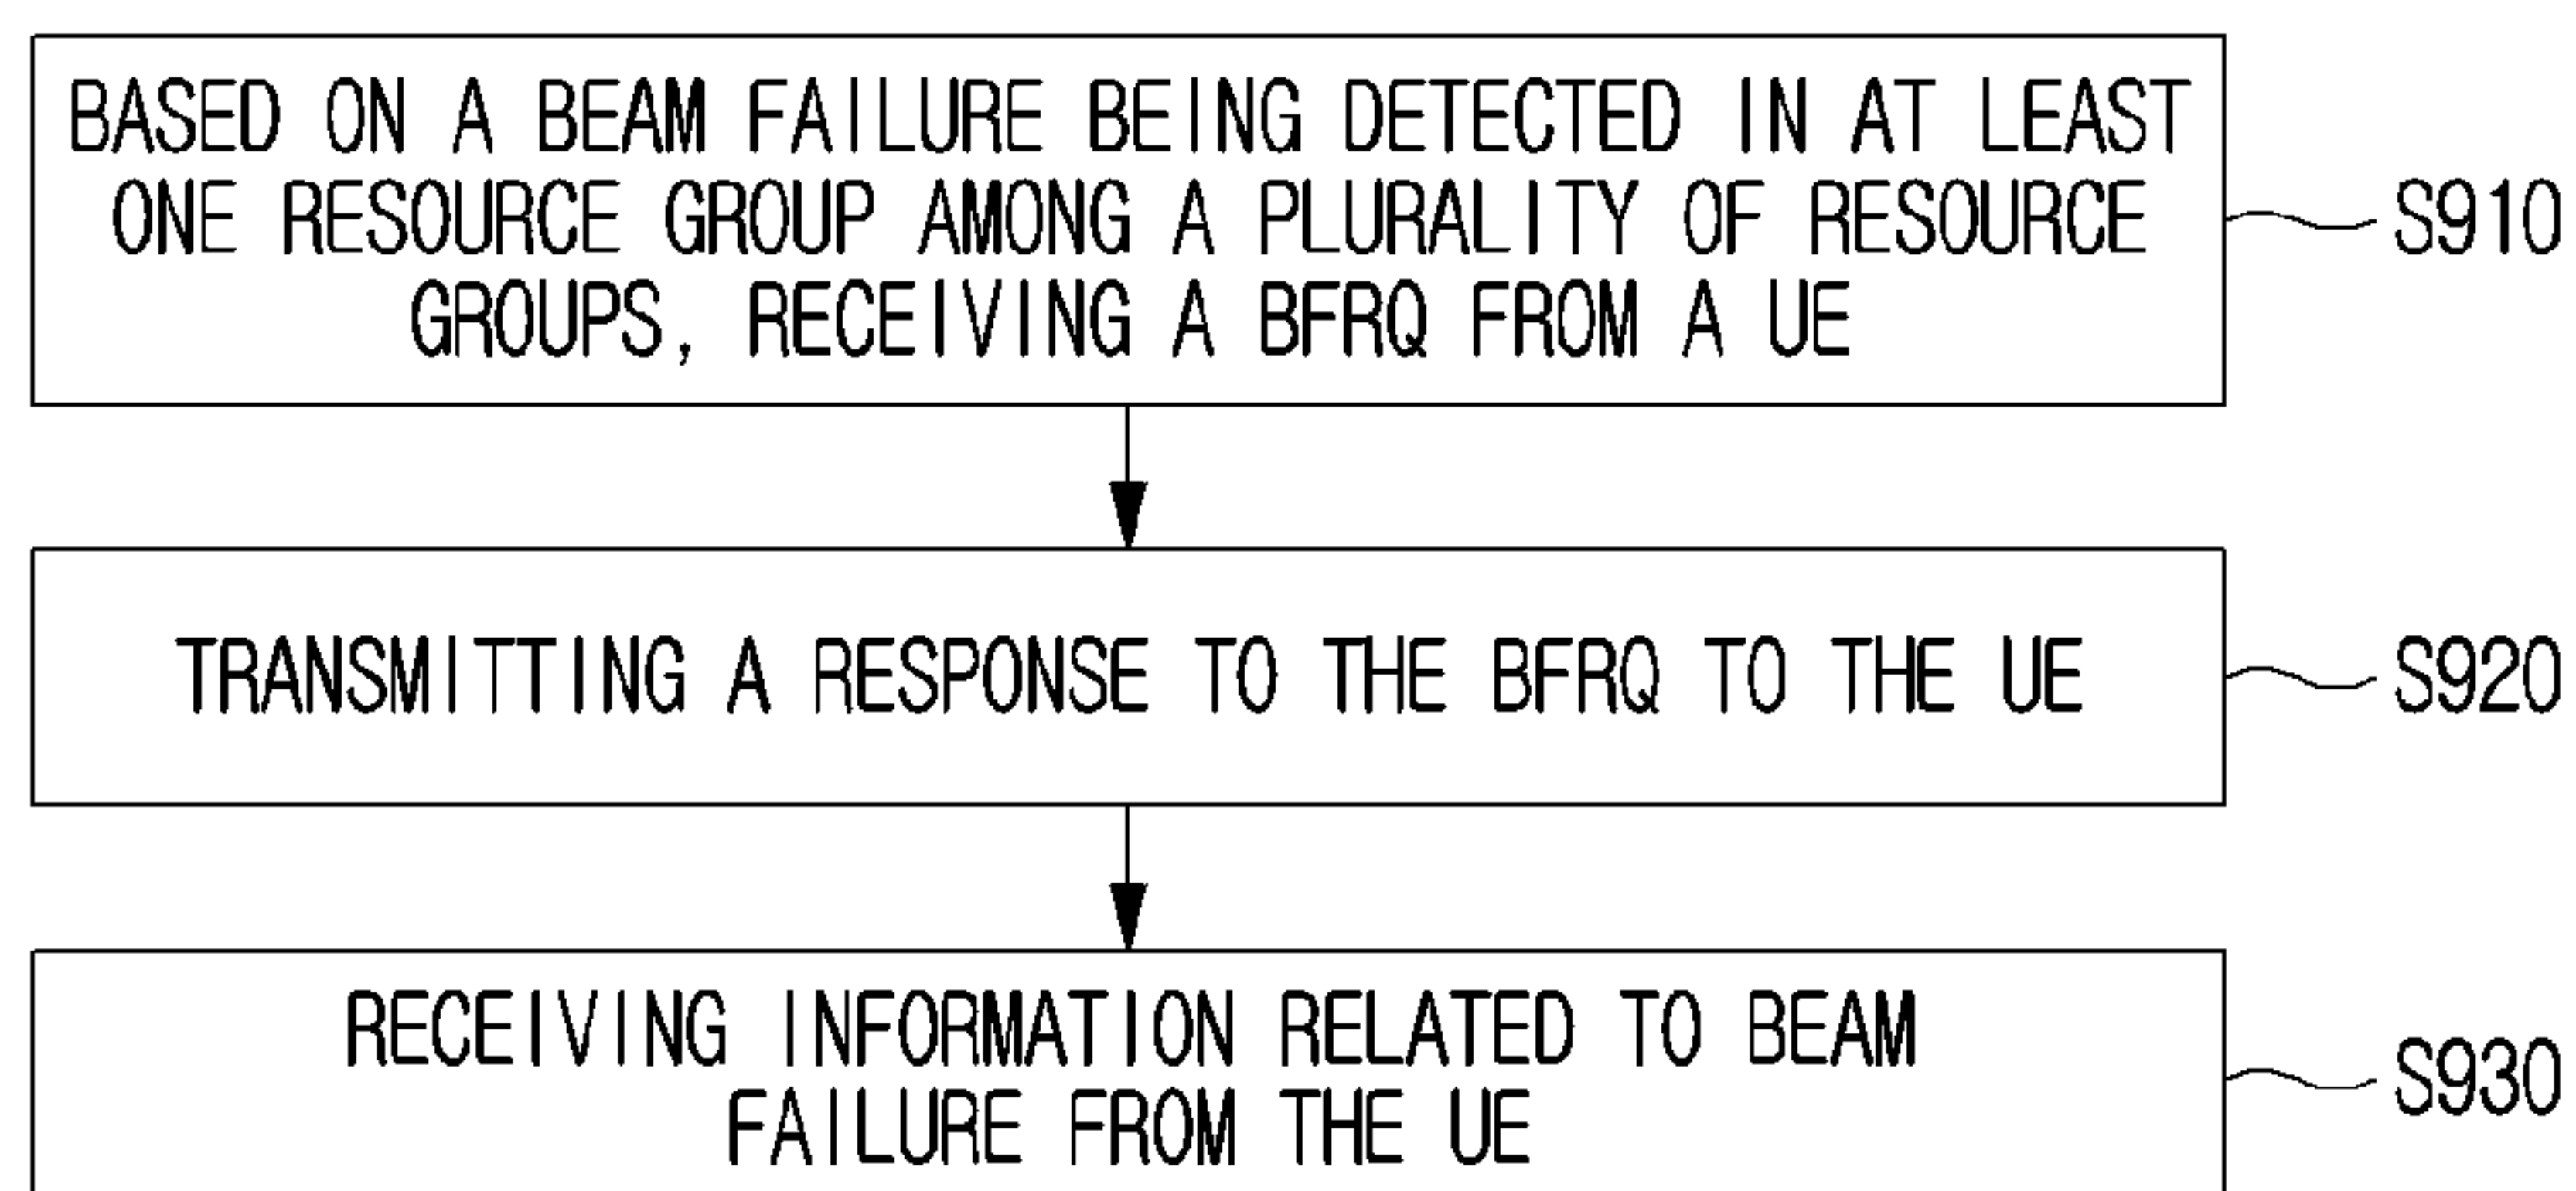 BASED ON A BEAM FAILURE BEING DETECTED IN AT LEAST
ONE RESOURCE GROUP AMONG A PLURALITY OF RESOURCE
GROUPS, RECEIVING A BFRQ FROM A UE
S910
TRANSMITTING A RESPONSE TO THE BFRQ TO THE UE
S920
RECEIVING INFORMATION RELATED TO BEAM
FAILURE FROM THE UE
S930